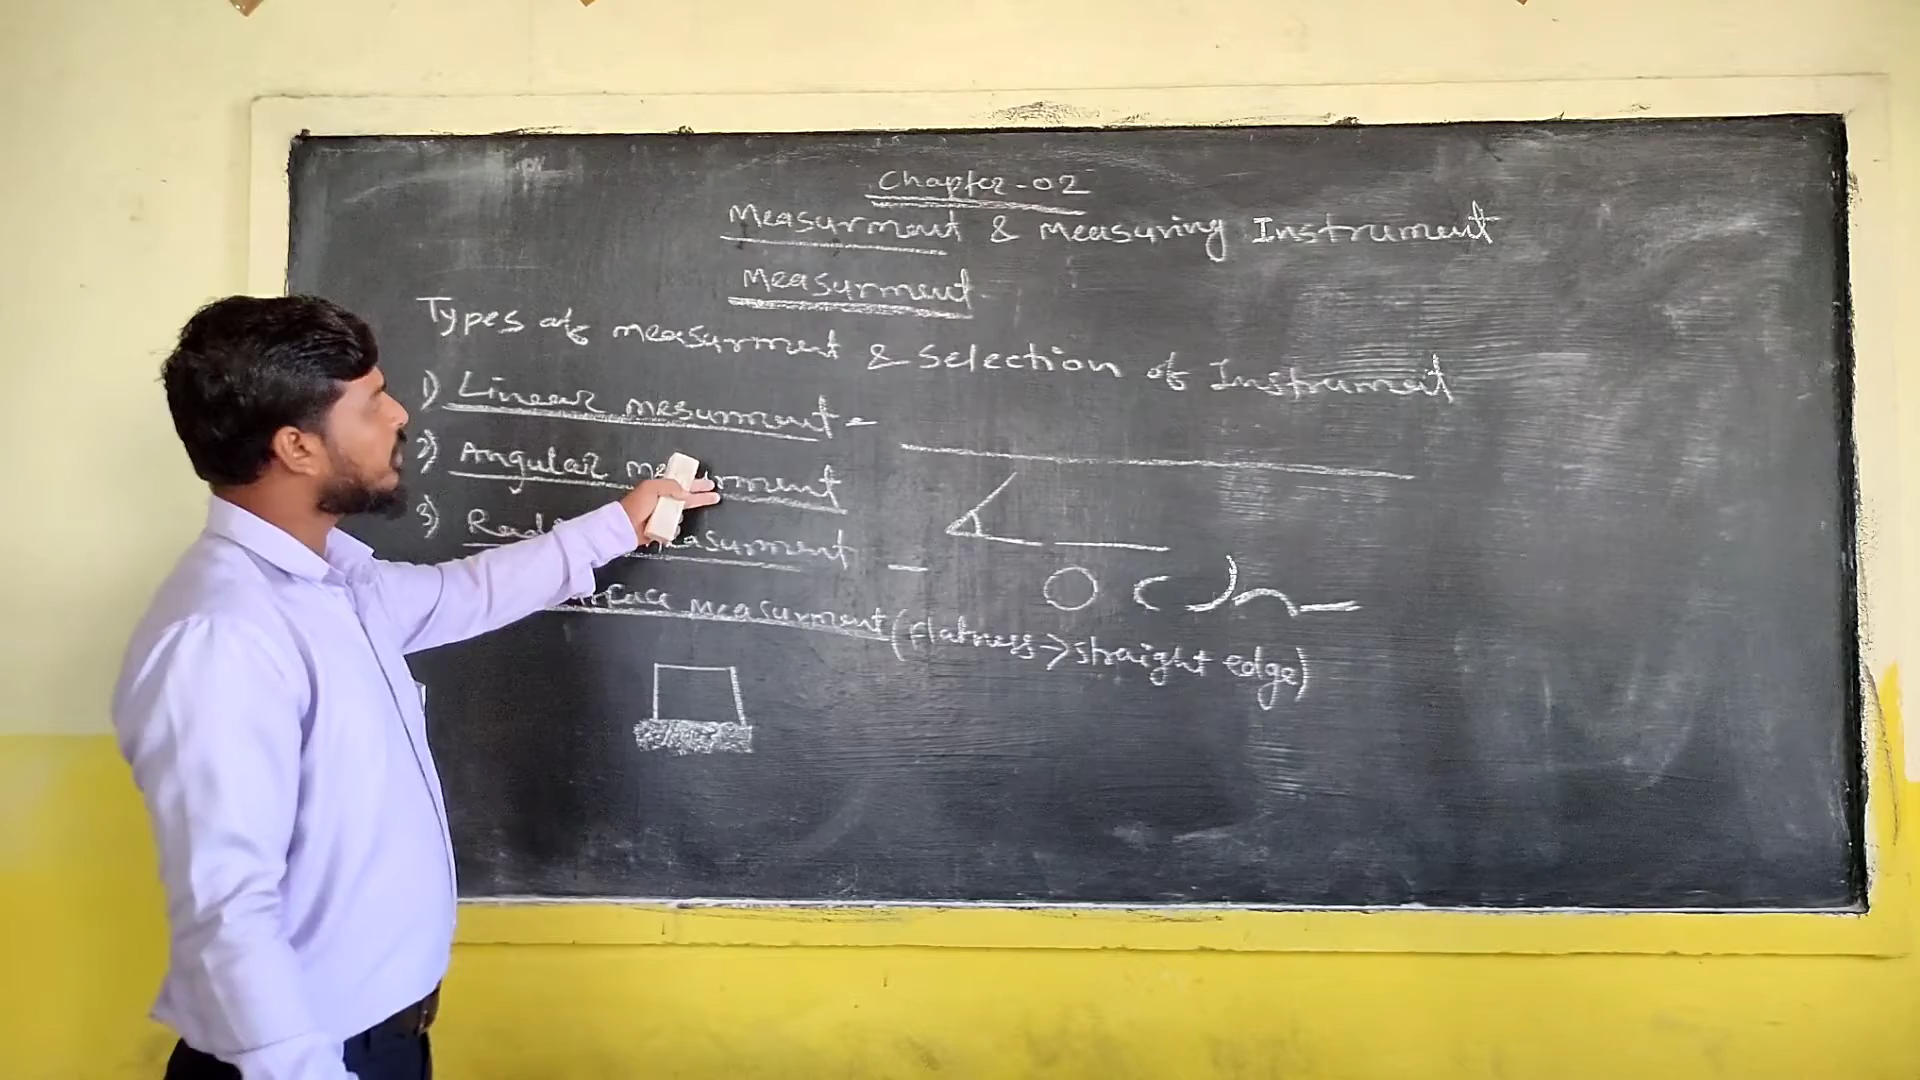 Chapter-02
Measurment & Measuring Instrument
Measurment
Types of measurment & Selection of Instrument
1) Linear mesurment -
2) Angular
3) measurment -
measurment (flatness → straight edge)